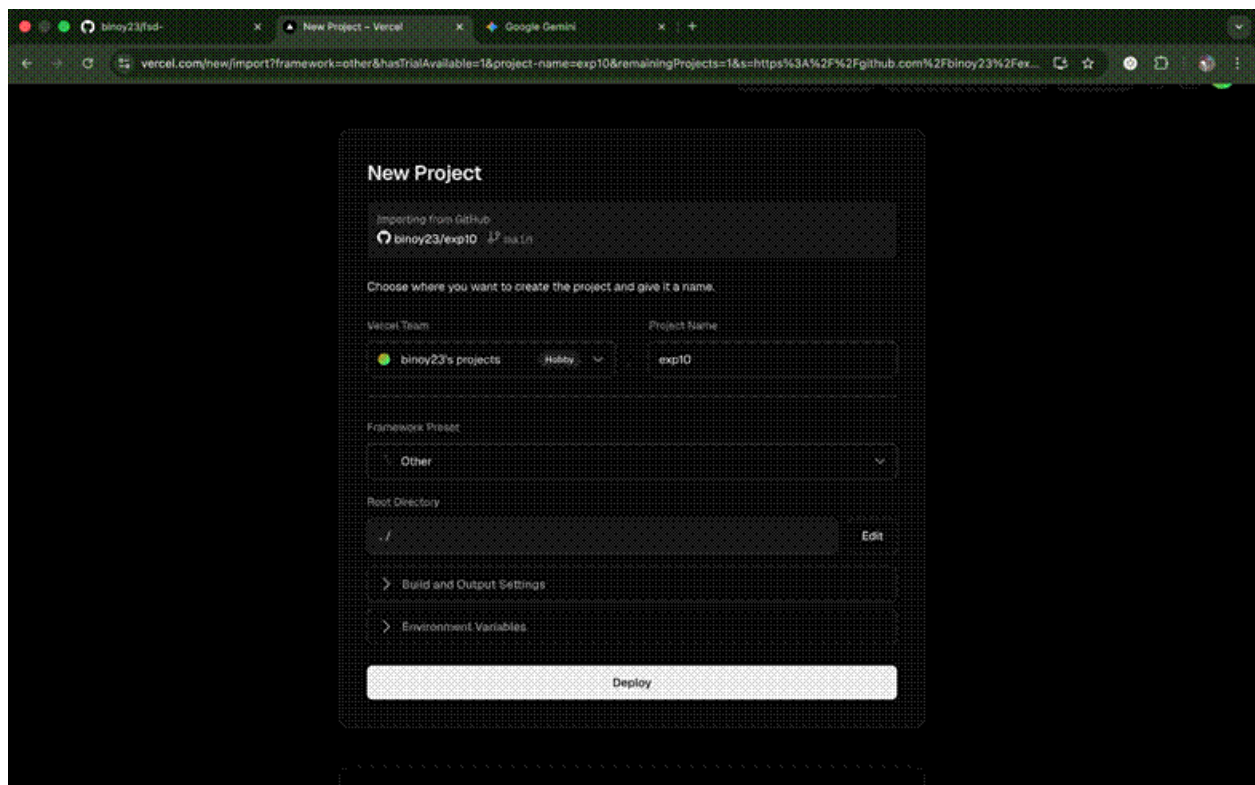 binoy23/fsd-
New Project – Vercel
Google Gemini
vercel.com/new/import?framework=other&hasTrialAvailable=1&project-name=exp10&remainingProjects=1&s=https%3A%2F%2Fgithub.com%2Fbinoy23%2Fex...
New Project
Importing from GitHub
binoy23/exp10 main
Choose where you want to create the project and give it a name.
Vercel Team
Project Name
binoy23's projects Hobby
exp10
Framework Preset
Other
Root Directory
./
Edit
Build and Output Settings
Environment Variables
Deploy